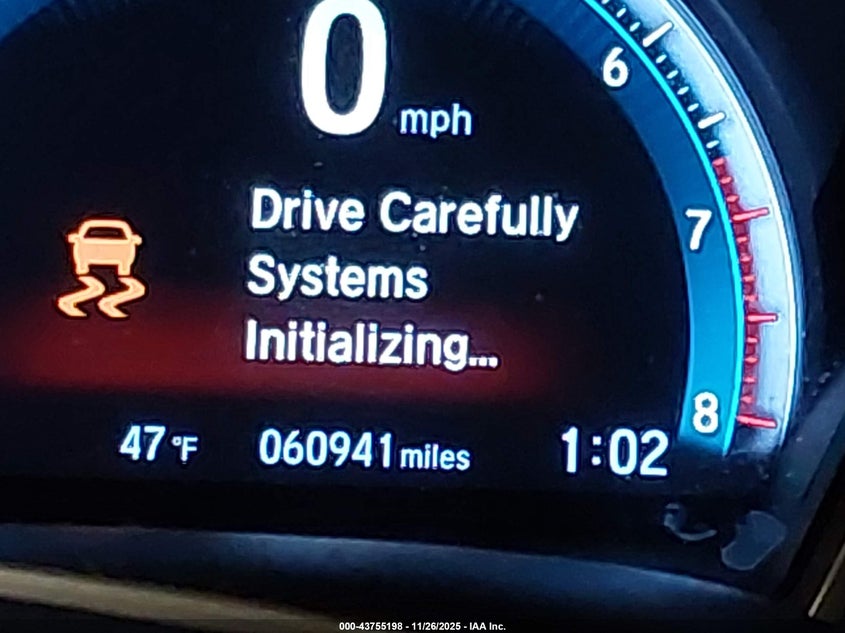 0 mph
6
Drive Carefully
7
Systems
Initializing...
8
47 °F 060941 miles 1:02
000-43755198 - 11/26/2025 - IAA Inc.